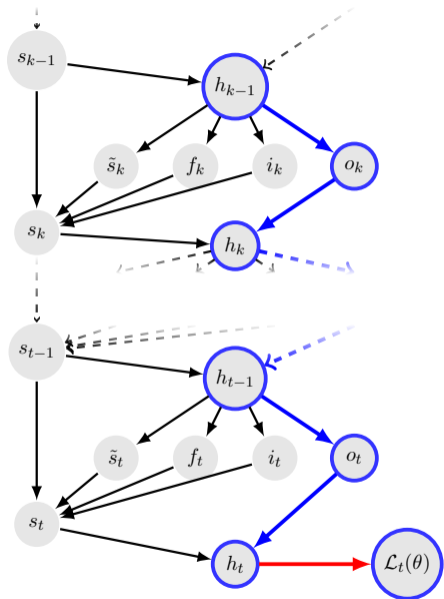 s_{k−1}
h_{k−1}
s̃_k f_k i_k o_k
s_k
h_k
s_{t−1}
h_{t−1}
s̃_t f_t i_t o_t
s_t
h_t ℒ_t(θ)